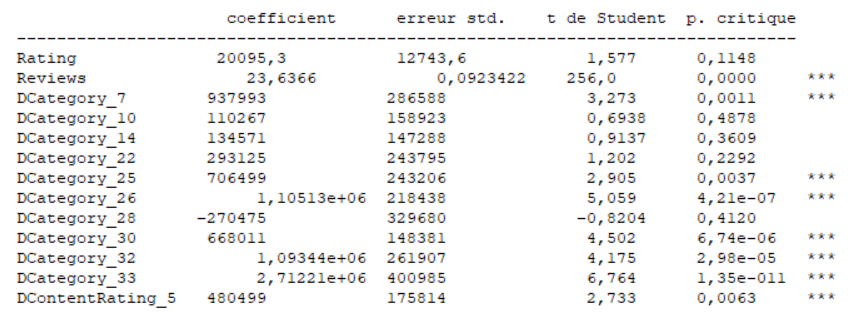 coefficient erreur std. t de Student p. critique
-------------------------------------------------------------------------------
Rating 20095,3 12743,6 1,577 0,1148
Reviews 23,6366 0,0923422 256,0 0,0000 ***
DCategory_7 937993 286588 3,273 0,0011 ***
DCategory_10 110267 158923 0,6938 0,4878
DCategory_14 134571 147288 0,9137 0,3609
DCategory_22 293125 243795 1,202 0,2292
DCategory_25 706499 243206 2,905 0,0037 ***
DCategory_26 1,10513e+06 218438 5,059 4,21e-07 ***
DCategory_28 -270475 329680 -0,8204 0,4120
DCategory_30 668011 148381 4,502 6,74e-06 ***
DCategory_32 1,09344e+06 261907 4,175 2,98e-05 ***
DCategory_33 2,71221e+06 400985 6,764 1,35e-011 ***
DContentRating_5 480499 175814 2,733 0,0063 ***